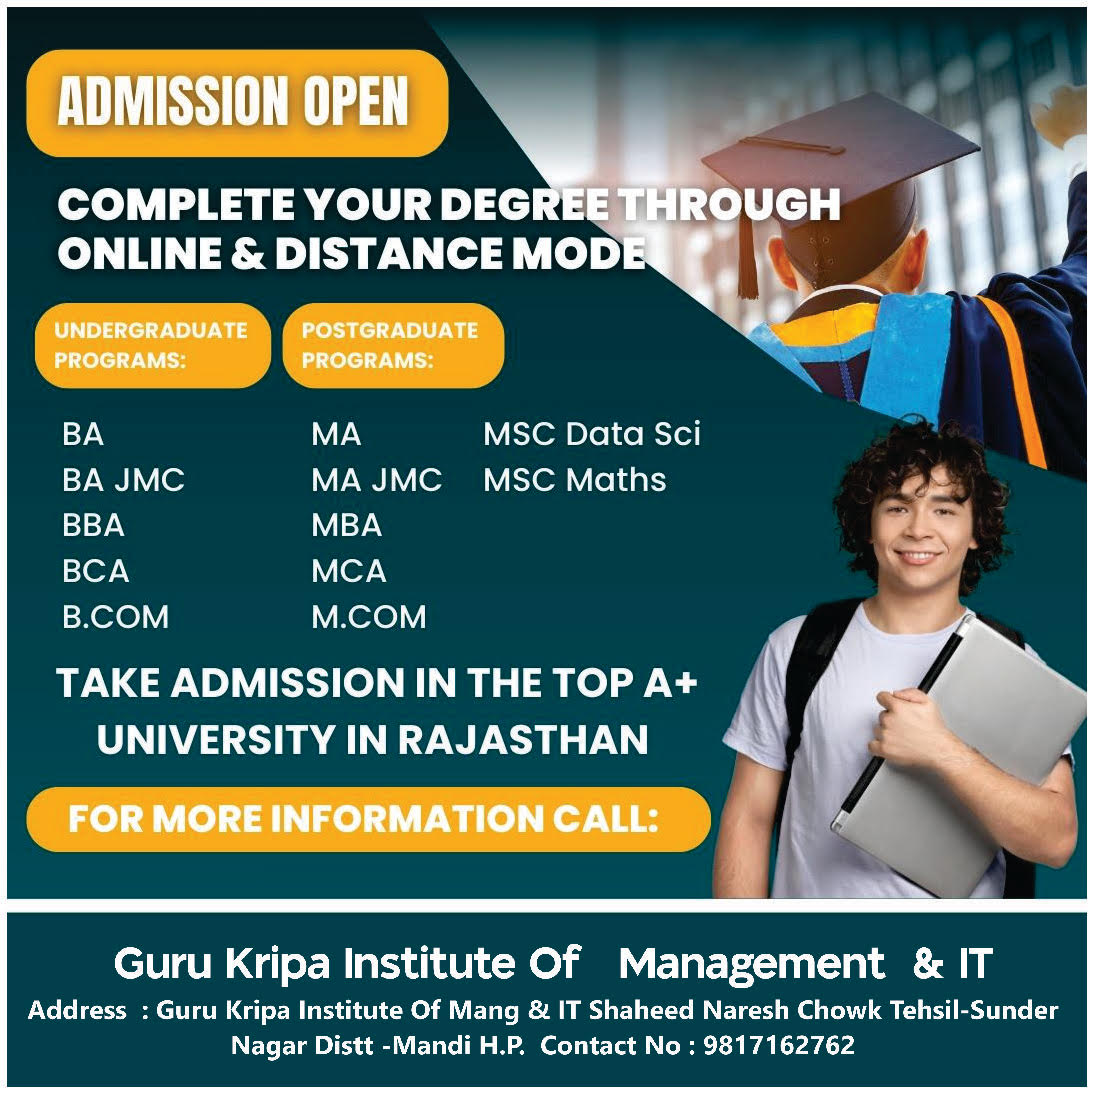 ADMISSION OPEN
COMPLETE YOUR DEGREE THROUGH
ONLINE & DISTANCE MODE
UNDERGRADUATE
PROGRAMS:
BA
BA JMC
BBA
BCA
B.COM
POSTGRADUATE
PROGRAMS:
MA
MA JMC
MBA
MCA
M.COM
MSC Data Sci
MSC Maths
TAKE ADMISSION IN THE TOP A+
UNIVERSITY IN RAJASTHAN
FOR MORE INFORMATION CALL:
Guru Kripa Institute Of Management & IT
Address : Guru Kripa Institute Of Mang & IT Shaheed Naresh Chowk Tehsil-Sunder
Nagar Distt -Mandi H.P. Contact No : 9817162762